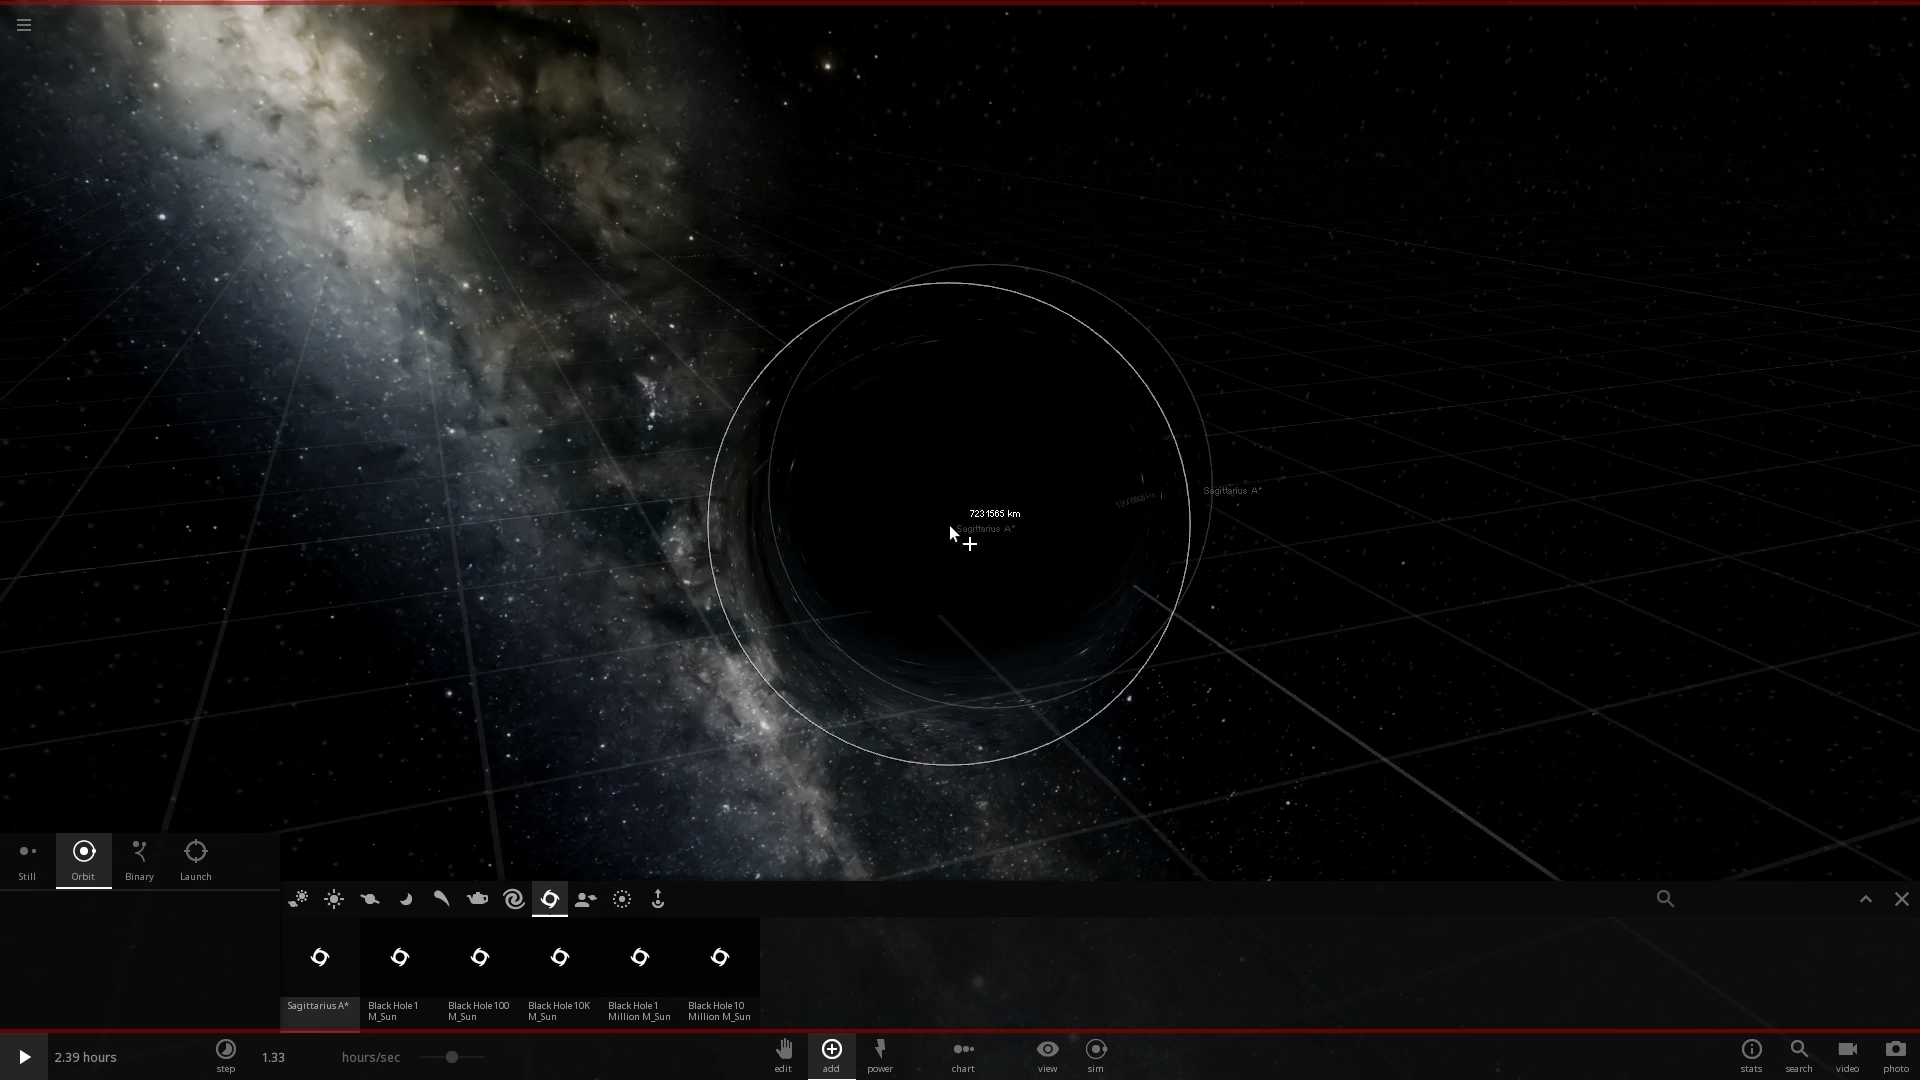 Sagittarius A*
7231565 km
Sagittarius A*
Still
Orbit
Binary
Launch
Sagittarius A*
Black Hole 1
M_Sun
Black Hole 100
M_Sun
Black Hole 10K
M_Sun
Black Hole 1
Million M_Sun
Black Hole 10
Million M_Sun
2.39 hours
step
1.33
hours/sec
edit
add
power
chart
view
sim
stats
search
video
photo